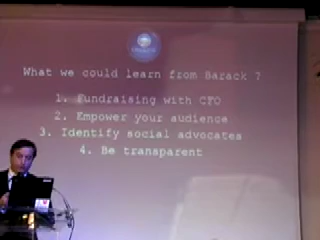 What we could learn from Barack ?
1. Fundraising with CFO
2. Empower your audience
3. Identify social advocates
4. Be transparent